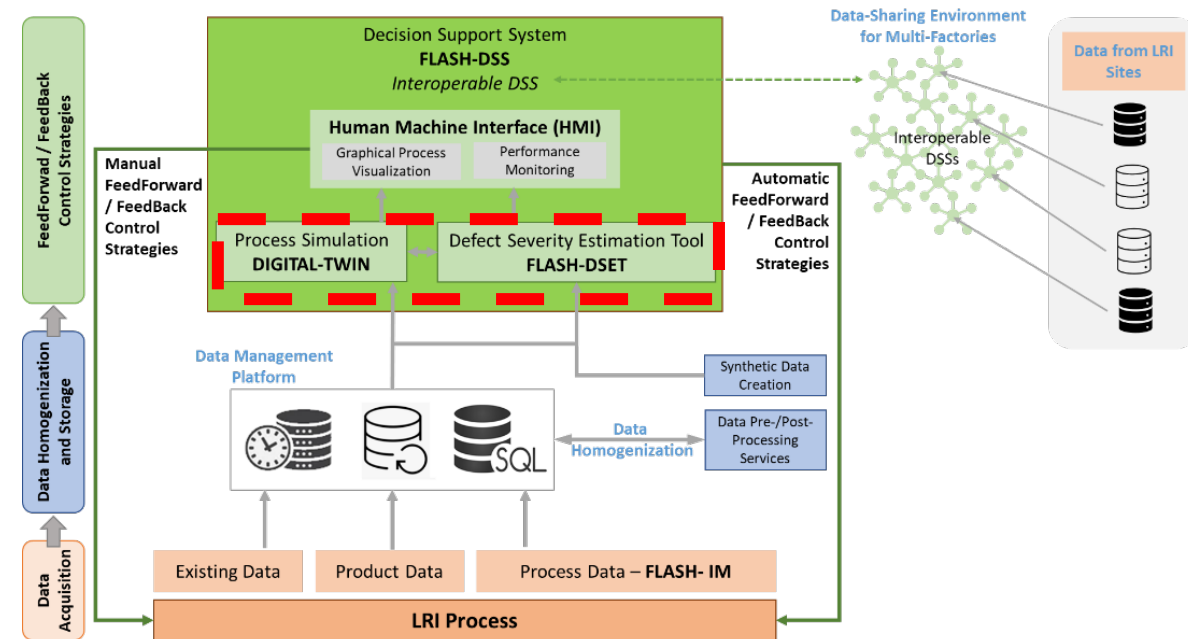 FeedForwad / FeedBack
Control Strategies
Data Homogenization
and Storage
Data
Acquisition
Decision Support System
FLASH-DSS
Interoperable DSS
Human Machine Interface (HMI)
Graphical Process
Visualization
Performance
Monitoring
Manual
FeedForward
/ FeedBack
Control
Strategies
Automatic
FeedForward
/ FeedBack
Control
Strategies
Process Simulation
DIGITAL-TWIN
Defect Severity Estimation Tool
FLASH-DSET
Data-Sharing Environment
for Multi-Factories
Interoperable
DSSs
Data from LRI
Sites
Data Management
Platform
SQL
Synthetic Data
Creation
Data
Homogenization
Data Pre-/Post-
Processing
Services
Existing Data
Product Data
Process Data – FLASH- IM
LRI Process